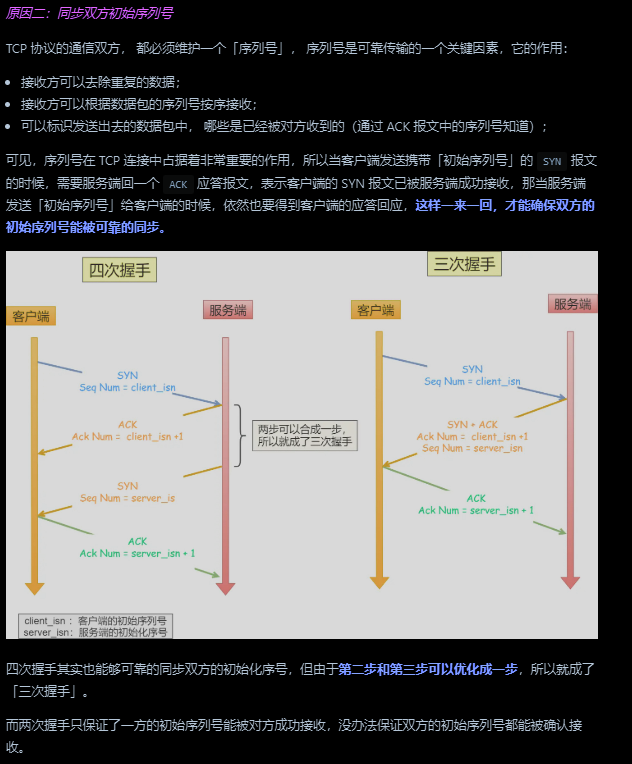 原因二：同步双方初始序列号
TCP 协议的通信双方， 都必须维护一个「序列号」， 序列号是可靠传输的一个关键因素，它的作用：
接收方可以去除重复的数据；
接收方可以根据数据包的序列号按序接收；
可以标识发送出去的数据包中， 哪些是已经被对方收到的（通过 ACK 报文中的序列号知道）；
可见，序列号在 TCP 连接中占据着非常重要的作用，所以当客户端发送携带「初始序列号」的 SYN 报文
的时候，需要服务端回一个 ACK 应答报文，表示客户端的 SYN 报文已被服务端成功接收，那当服务端
发送「初始序列号」给客户端的时候，依然也要得到客户端的应答回应，这样一来一回，才能确保双方的
初始序列号能被可靠的同步。
四次握手
客户端
服务端
SYN
Seq Num = client_isn
ACK
Ack Num = client_isn +1
SYN
Seq Num = server_is
ACK
Ack Num = server_isn + 1
两步可以合成一步，
所以就成了三次握手
client_isn ：客户端的初始序列号
server_isn：服务端的初始化序号
三次握手
客户端
服务端
SYN
Seq Num = client_isn
SYN + ACK
Ack Num = client_isn+1
Seq Num = server_isn
ACK
Ack Num = server_isn + 1
四次握手其实也能够可靠的同步双方的初始化序号，但由于第二步和第三步可以优化成一步，所以就成了
「三次握手」。
而两次握手只保证了一方的初始序列号能被对方成功接收，没办法保证双方的初始序列号都能被确认接
收。